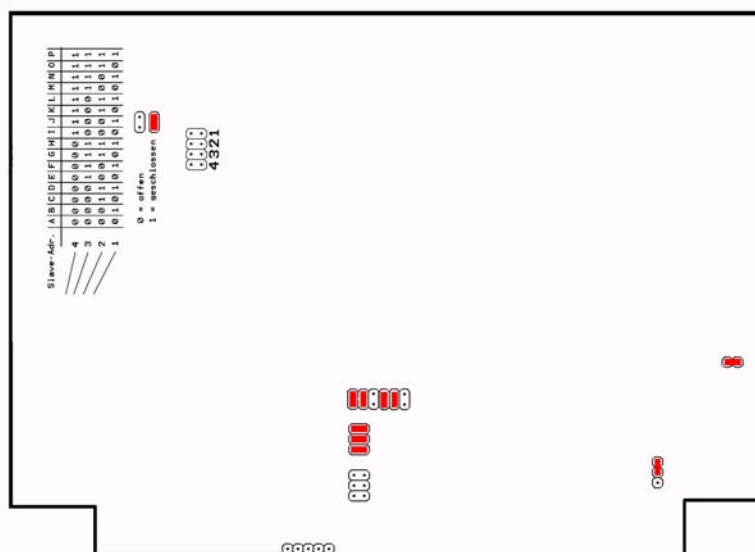 Slave-Adr. |A|B|C|D|E|F|G|H|I|J|K|L|M|N|O|P
4 0 0 0 0 0 0 0 0 1 1 1 1 1 1 1 1
3 0 0 0 0 1 1 1 1 0 0 0 0 1 1 1 1
2 0 0 1 1 0 0 1 1 0 0 1 1 0 0 1 1
1 0 1 0 1 0 1 0 1 0 1 0 1 0 1 0 1
0 = offen
1 = geschlossen
4321